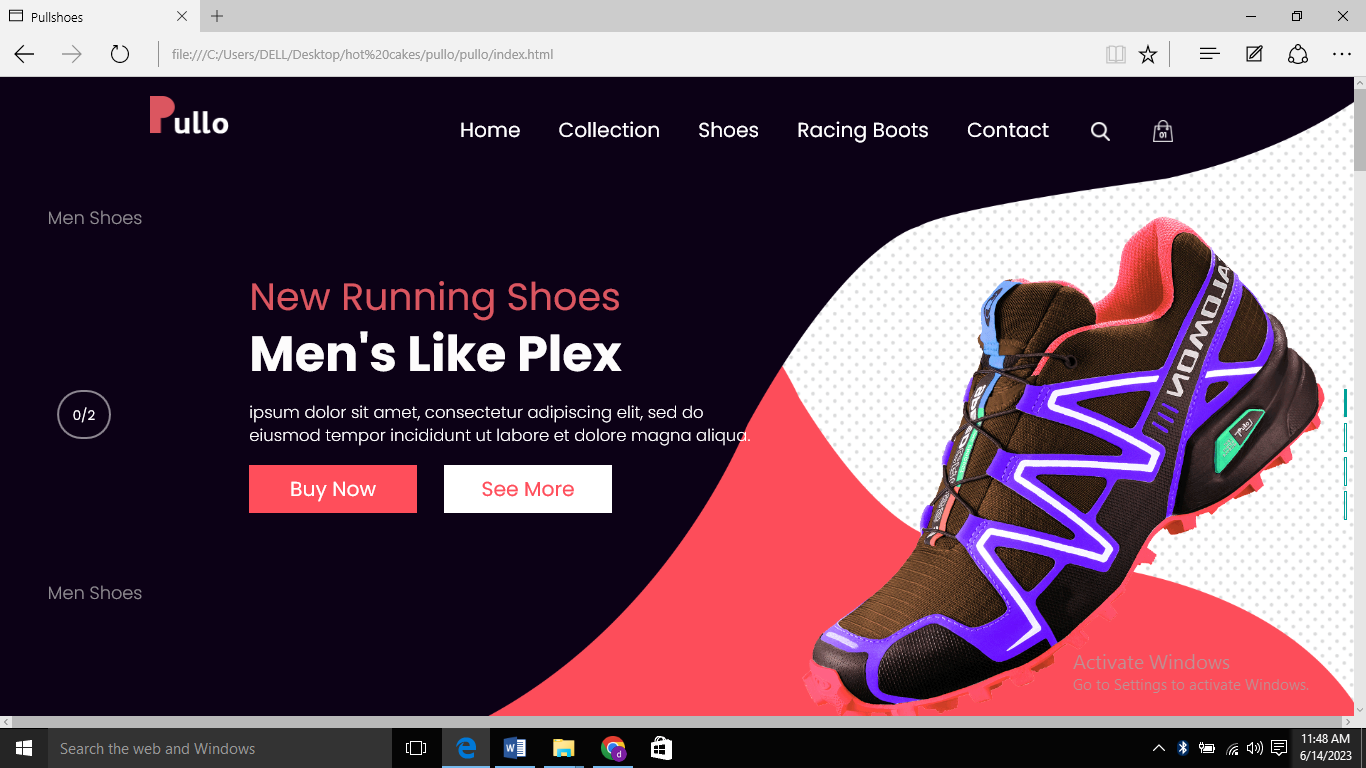 Pullshoes
file:///C:/Users/DELL/Desktop/hot%20cakes/pullo/pullo/index.html
Pullo
Home Collection Shoes Racing Boots Contact
01
Men Shoes
New Running Shoes
Men's Like Plex
0/2
ipsum dolor sit amet, consectetur adipiscing elit, sed do
eiusmod tempor incididunt ut labore et dolore magna aliqua.
Buy Now See More
Men Shoes
SALOMON
Pullo
Activate Windows
Go to Settings to activate Windows.
Search the web and Windows
d
11:48 AM
6/14/2023